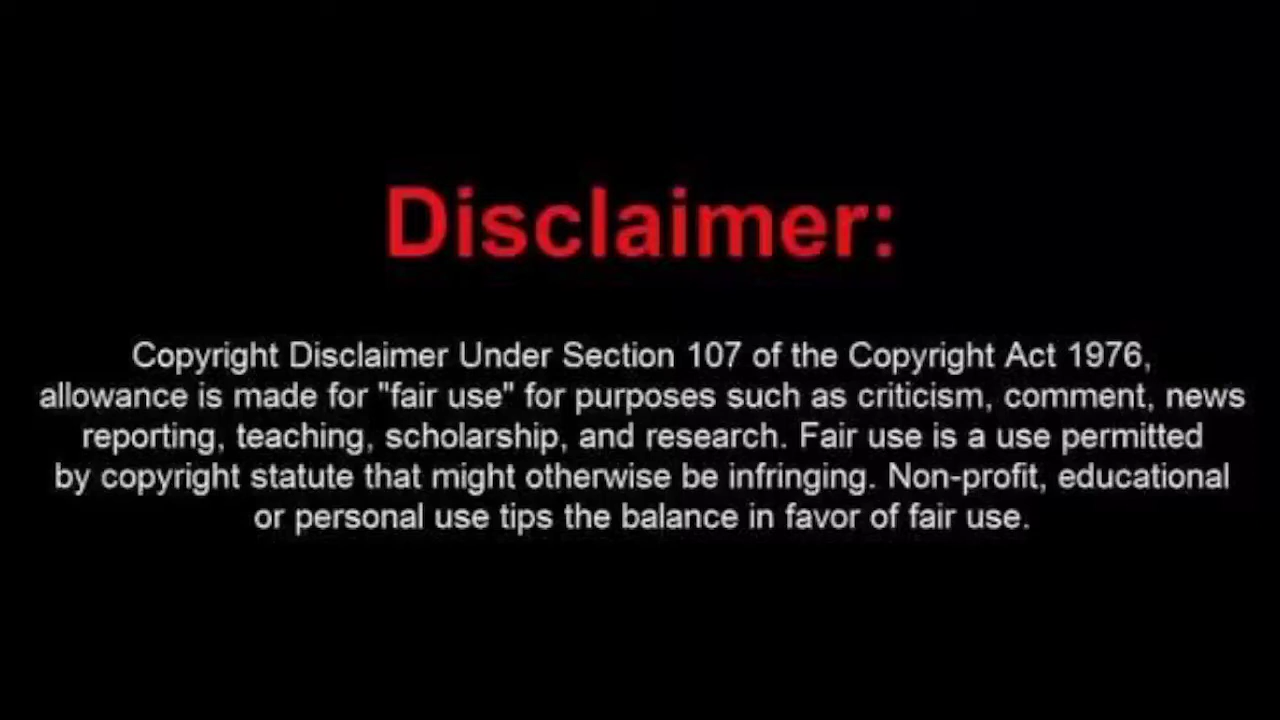 Disclaimer:
Copyright Disclaimer Under Section 107 of the Copyright Act 1976,
allowance is made for "fair use" for purposes such as criticism, comment, news
reporting, teaching, scholarship, and research. Fair use is a use permitted
by copyright statute that might otherwise be infringing. Non-profit, educational
or personal use tips the balance in favor of fair use.